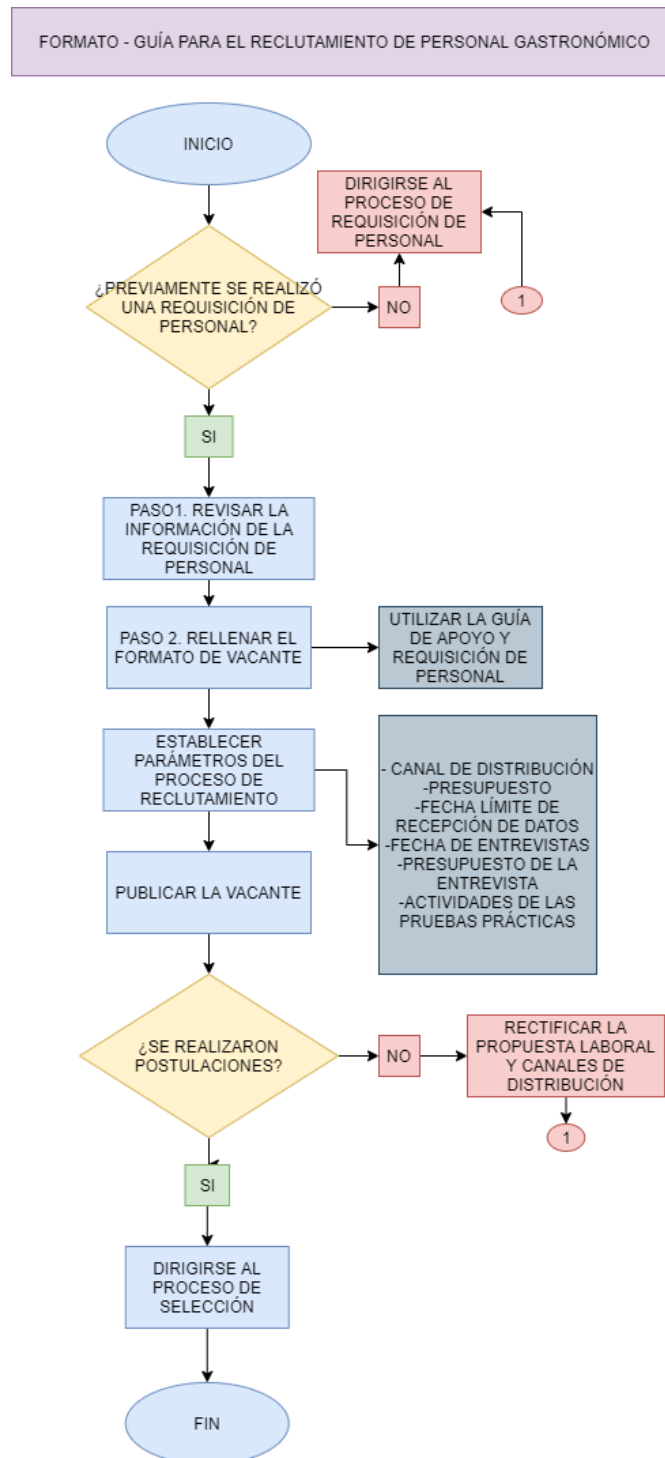 FORMATO - GUÍA PARA EL RECLUTAMIENTO DE PERSONAL GASTRONÓMICO
INICIO
DIRIGIRSE AL
PROCESO DE
REQUISICIÓN DE
PERSONAL
¿PREVIAMENTE SE REALIZÓ
UNA REQUISICIÓN DE
PERSONAL?
NO
1
SI
PASO1. REVISAR LA
INFORMACIÓN DE LA
REQUISICIÓN DE
PERSONAL
PASO 2. RELLENAR EL
FORMATO DE VACANTE
UTILIZAR LA GUÍA
DE APOYO Y
REQUISICIÓN DE
PERSONAL
ESTABLECER
PARÁMETROS DEL
PROCESO DE
RECLUTAMIENTO
- CANAL DE DISTRIBUCIÓN
-PRESUPUESTO
-FECHA LÍMITE DE
RECEPCIÓN DE DATOS
-FECHA DE ENTREVISTAS
-PRESUPUESTO DE LA
ENTREVISTA
-ACTIVIDADES DE LAS
PRUEBAS PRÁCTICAS
PUBLICAR LA VACANTE
¿SE REALIZARON
POSTULACIONES?
NO
RECTIFICAR LA
PROPUESTA LABORAL
Y CANALES DE
DISTRIBUCIÓN
1
SI
DIRIGIRSE AL
PROCESO DE
SELECCIÓN
FIN